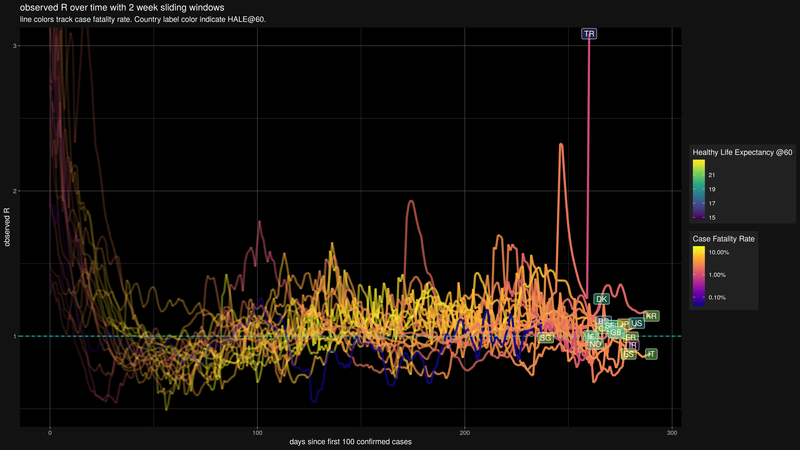 observed R over time with 2 week sliding windows
line colors track case fatality rate. Country label color indicate HALE@60.
observed R
3
2
1
TR
DK
KR
US
SG
GB
NO
FR
IR
ES
IT
0
100
200
300
days since first 100 confirmed cases
Healthy Life Expectancy @60
21
19
17
15
Case Fatality Rate
10.00%
1.00%
0.10%